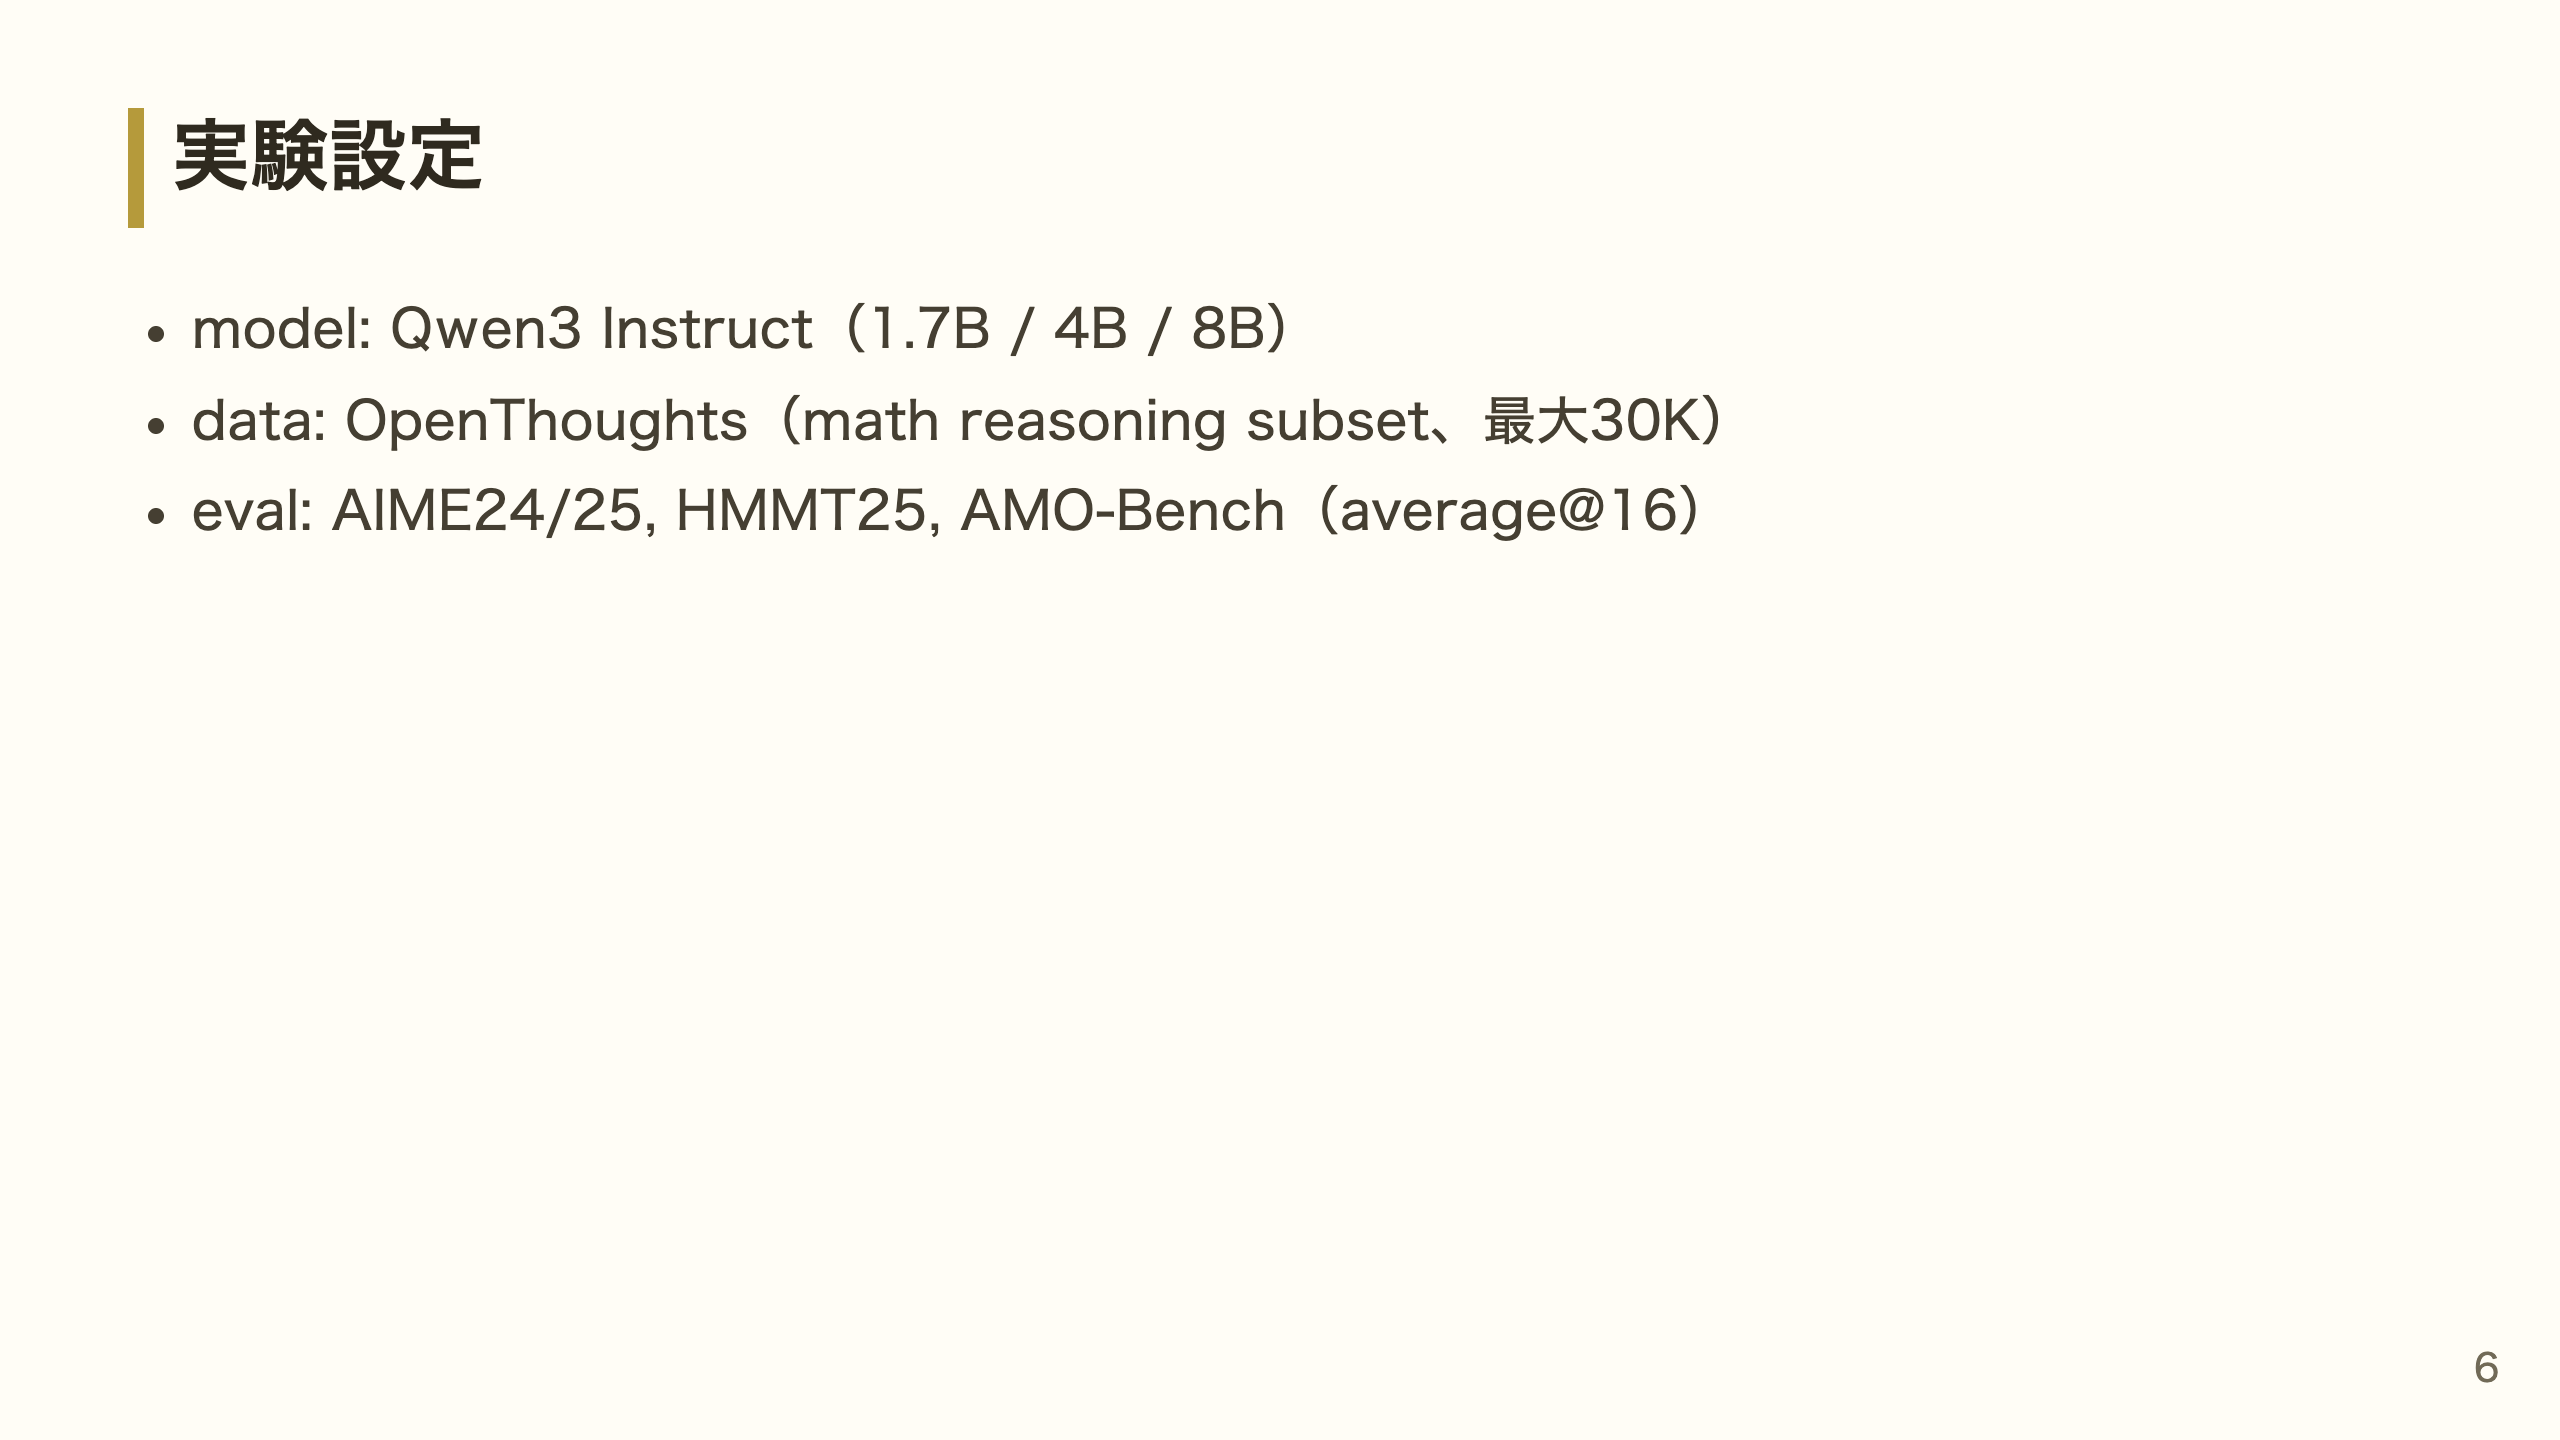 実験設定
• model: Qwen3 Instruct（1.7B / 4B / 8B）
• data: OpenThoughts（math reasoning subset、最大30K）
• eval: AIME24/25, HMMT25, AMO-Bench（average@16）
6